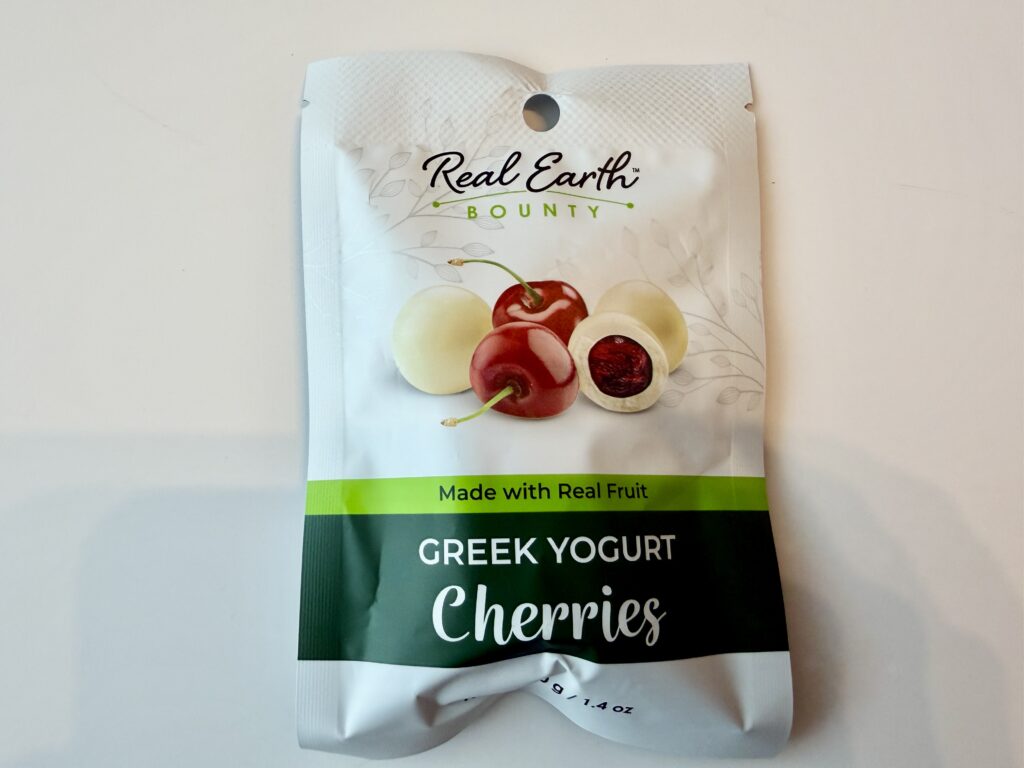 Real Earth™
BOUNTY
Made with Real Fruit
GREEK YOGURT
Cherries
g / 1.4 oz